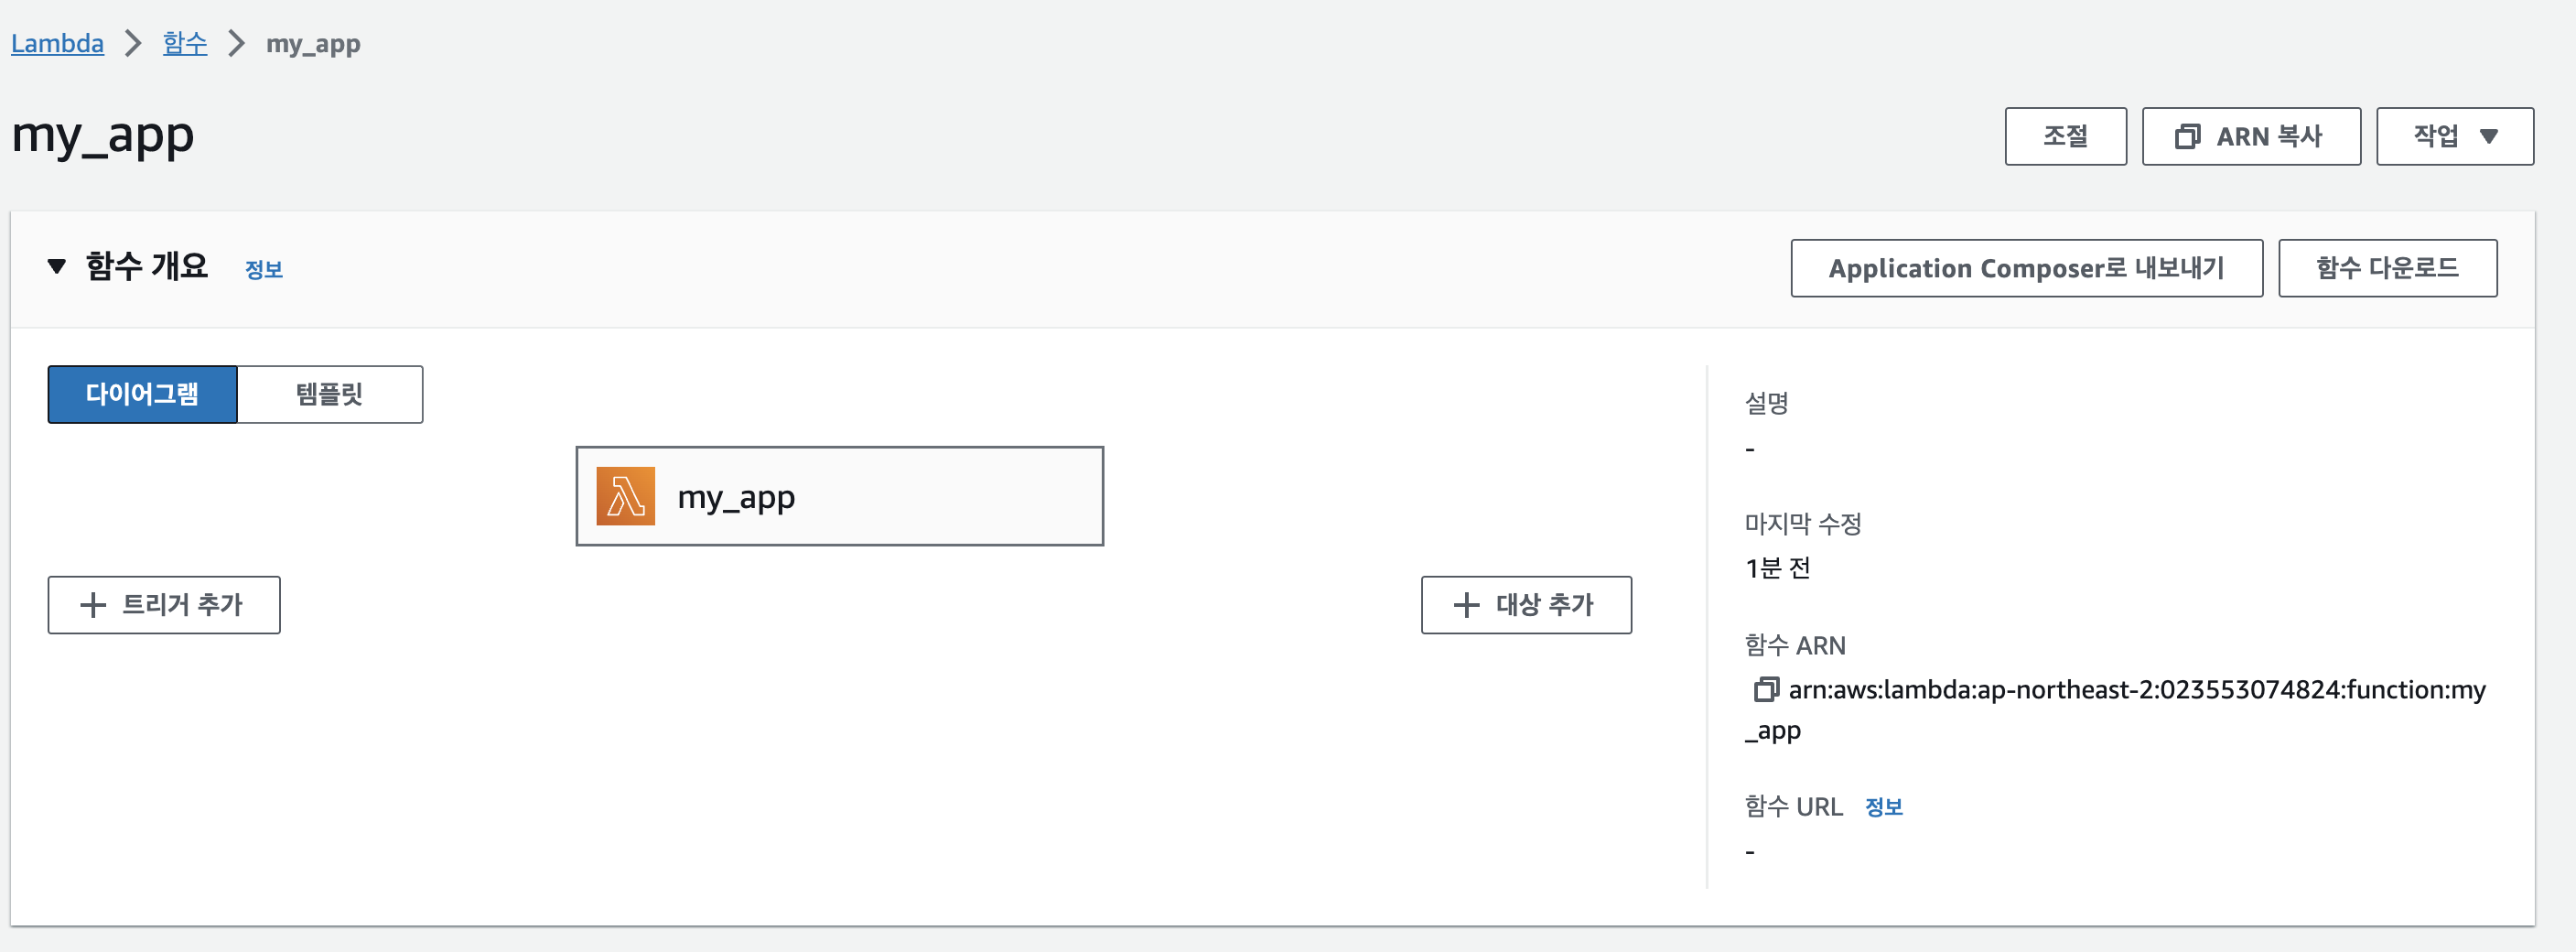 Lambda > 함수 > my_app
my_app
조절
ARN 복사
작업 ▼
▼ 함수 개요 정보
Application Composer로 내보내기
함수 다운로드
다이어그램
템플릿
my_app
+ 트리거 추가
+ 대상 추가
설명
-
마지막 수정
1분 전
함수 ARN
arn:aws:lambda:ap-northeast-2:023553074824:function:my
_app
함수 URL 정보
-